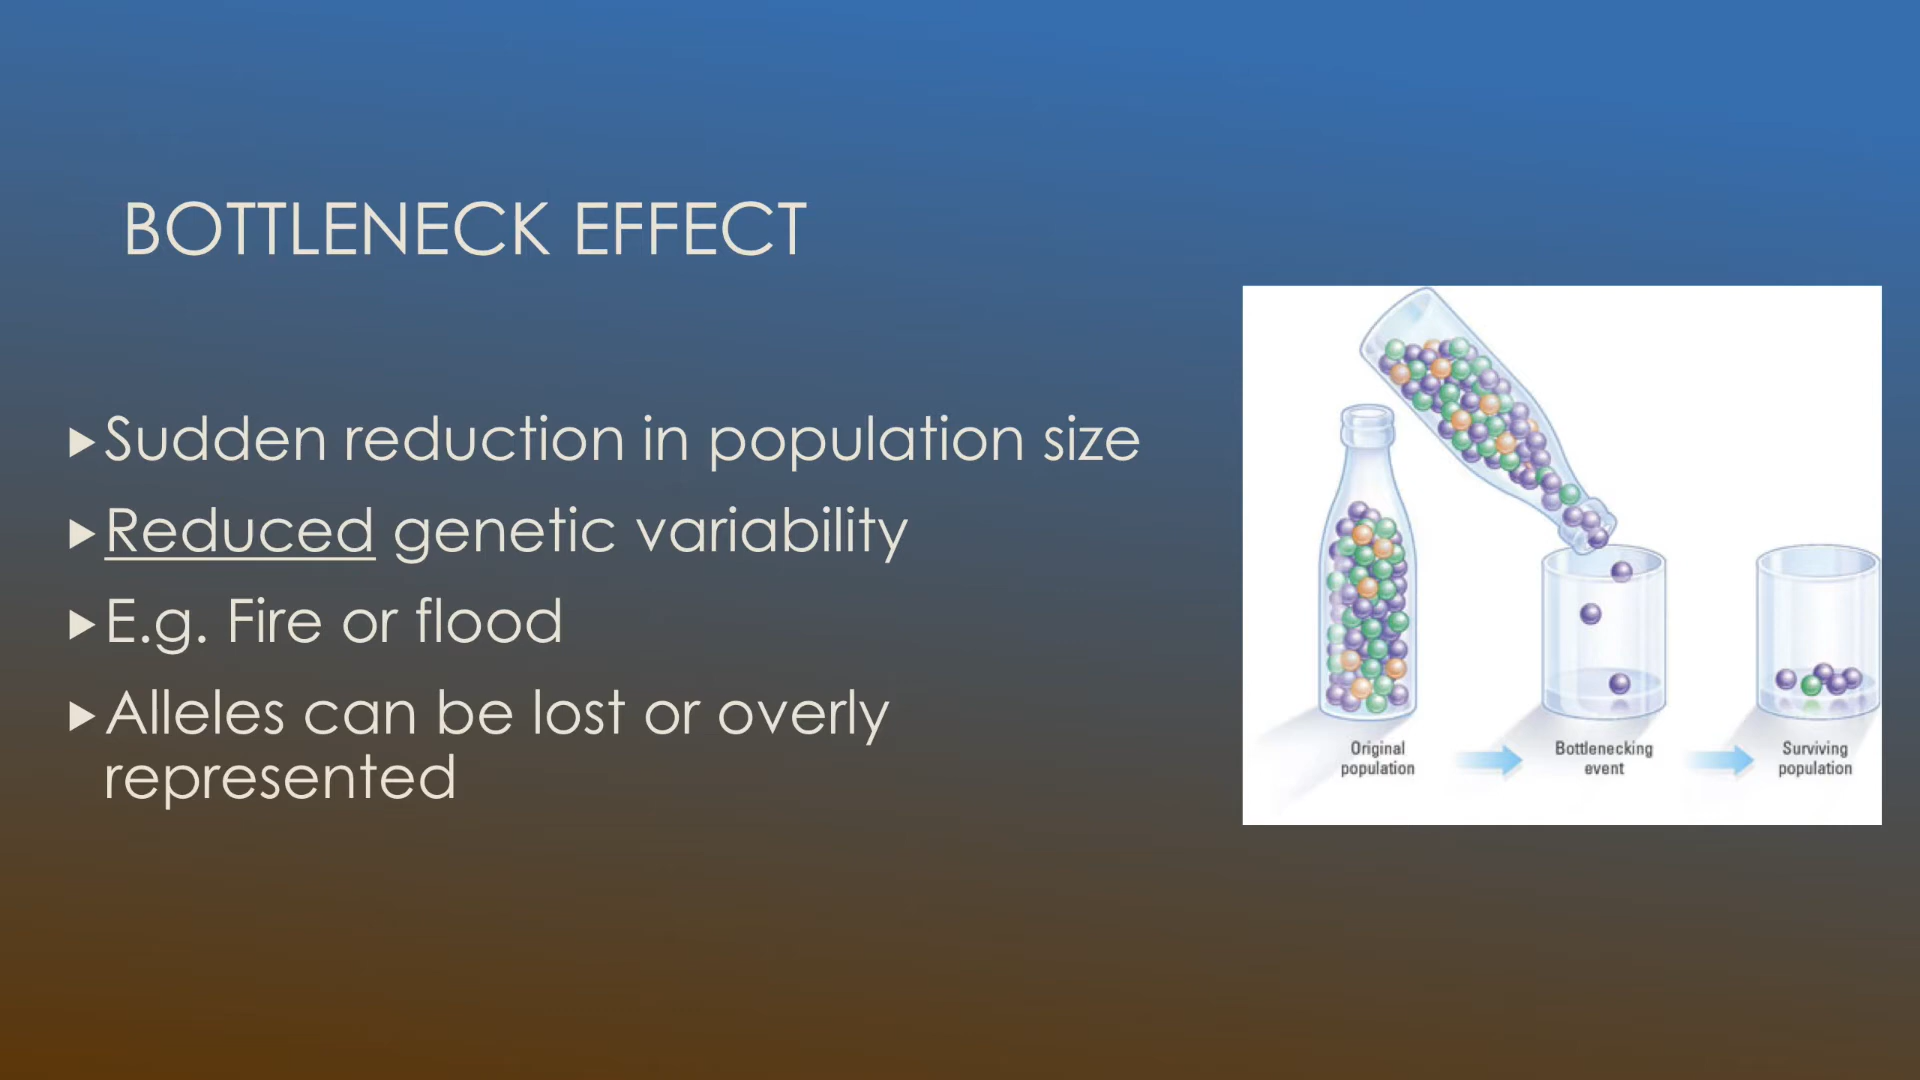 BOTTLENECK EFFECT
Sudden reduction in population size
Reduced genetic variability
E.g. Fire or flood
Alleles can be lost or overly
represented
Original
population
Bottlenecking
event
Surviving
population